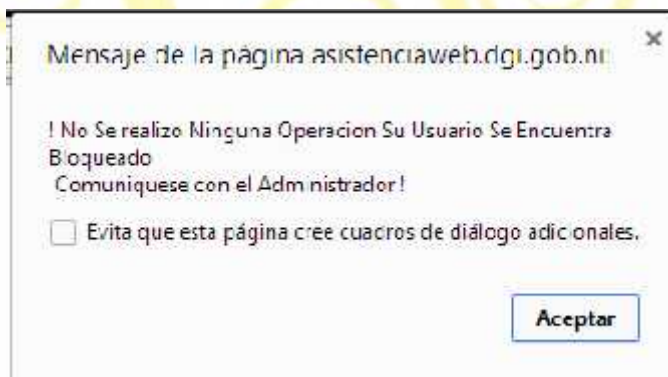 Mensaje de la página asistenciaweb.dgi.gob.ni:
! No Se realizo Ninguna Operacion Su Usuario Se Encuentra
Bloqueado
Comuniquese con el Administrador !
Evita que esta página cree cuadros de diálogo adicionales.
Aceptar